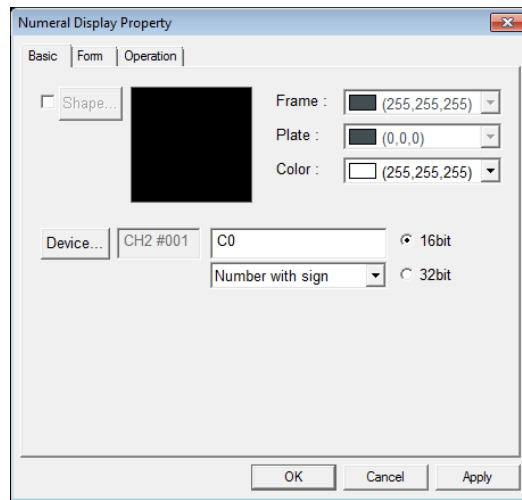 Numeral Display Property
Basic Form Operation
Shape... Frame : (255,255,255)
Plate : (0,0,0)
Color : (255,255,255)
Device... CH2 #001 C0 16bit
Number with sign 32bit
OK Cancel Apply